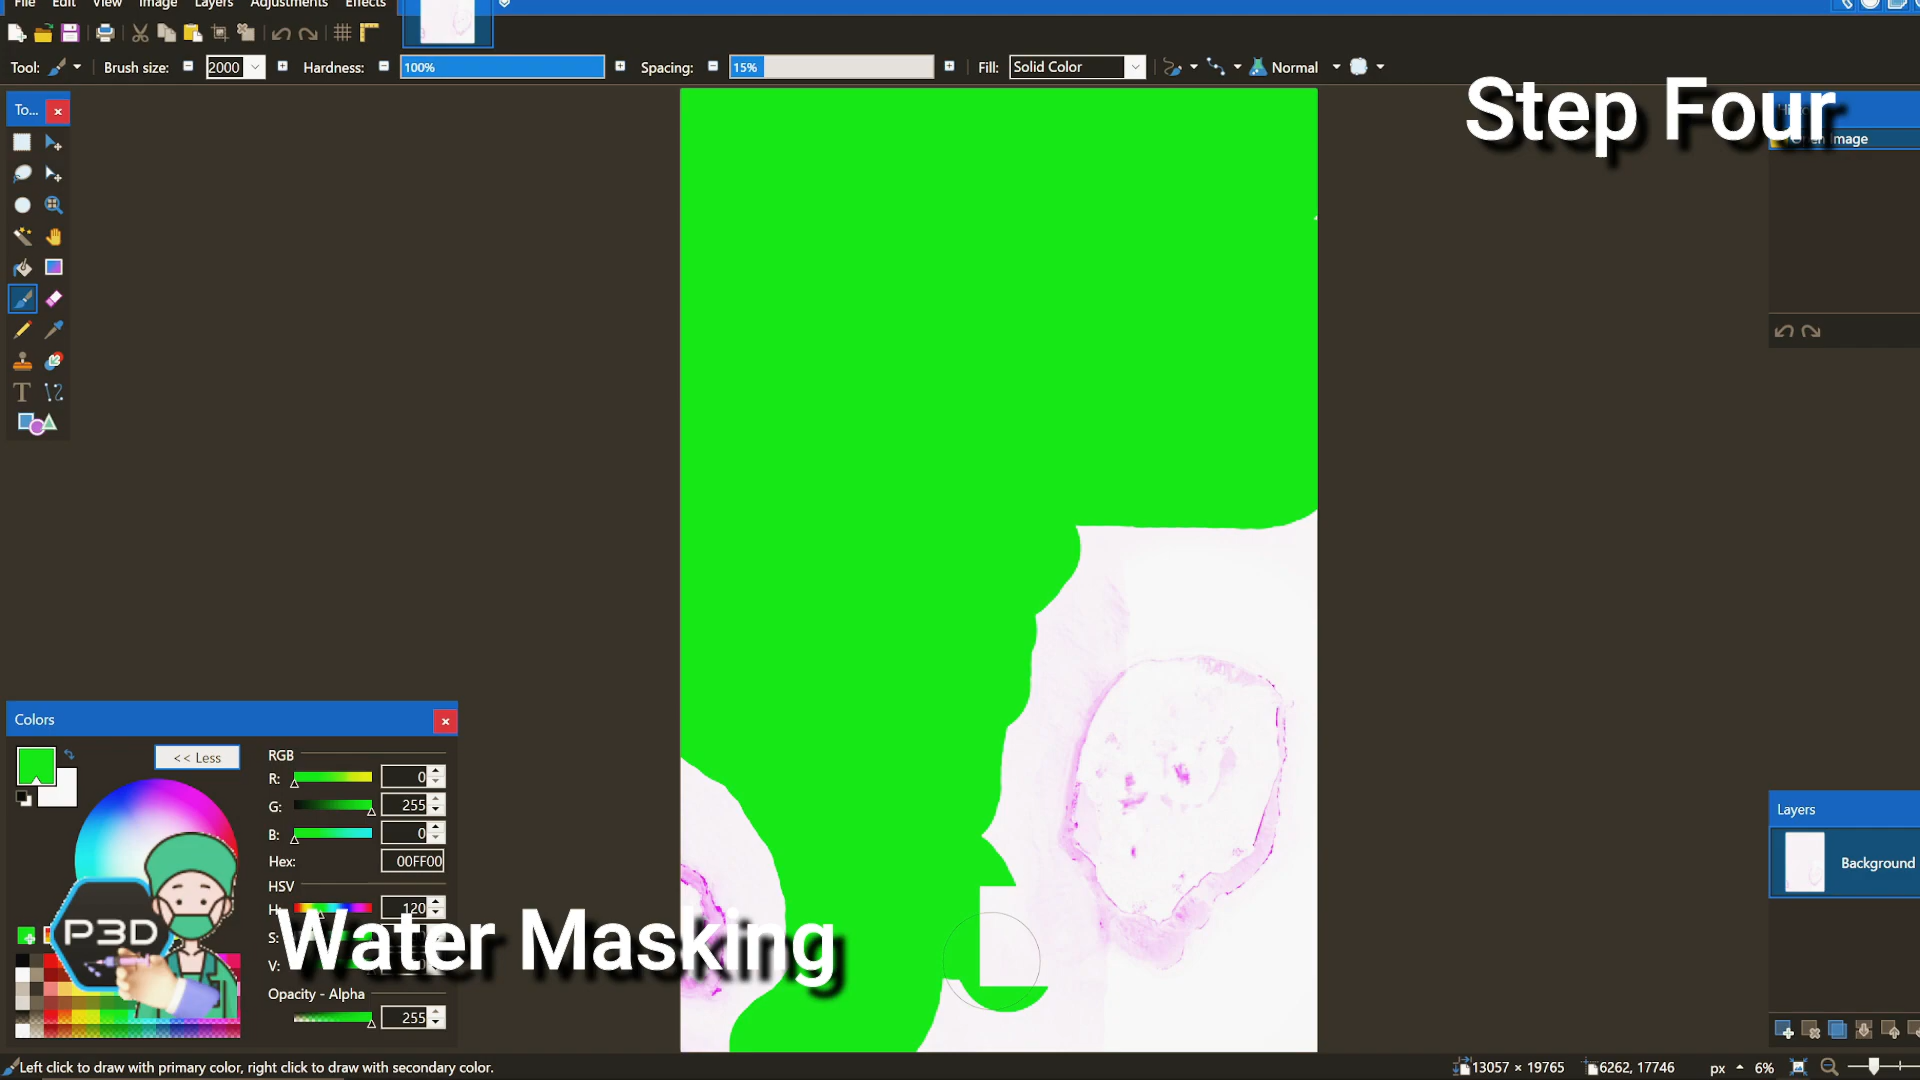 File Edit View Image Layers Adjustments Effects
Tool: Brush size: 2000 Hardness: 100% Spacing: 15% Fill: Solid Color Normal
Step Four
To...
Image
T
Colors
<< Less
RGB
R: 0
G: 255
B: 0
Hex: 00FF00
HSV
H: 120
S:
V:
Opacity - Alpha
255
P3D
Water Masking
Layers
Background
Left click to draw with primary color, right click to draw with secondary color.
13057 × 19765 6262, 17746 px 6%